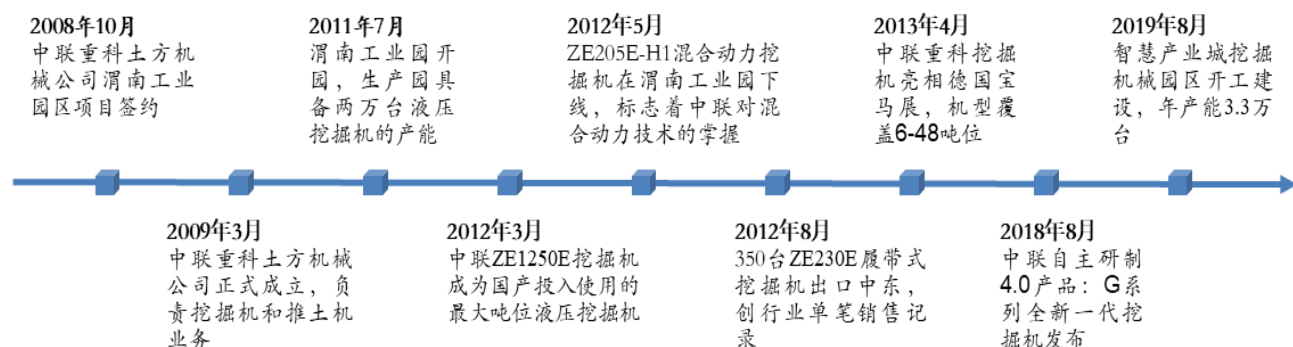 2008年10月
中联重科土方机
械公司渭南工业
园区项目签约
2011年7月
渭南工业园开
园，生产园具
备两万台液压
挖掘机的产能
2012年5月
ZE205E-H1混合动力挖
掘机在渭南工业园下
线，标志着中联对混
合动力技术的掌握
2013年4月
中联重科挖掘
机亮相德国宝
马展，机型覆
盖6-48吨位
2019年8月
智慧产业城挖掘
机械园区开工建
设，年产能3.3万
台
2009年3月
中联重科土方机械
公司正式成立，负
责挖掘机和推土机
业务
2012年3月
中联ZE1250E挖掘机
成为国产投入使用的
最大吨位液压挖掘机
2012年8月
350台ZE230E履带式
挖掘机出口中东，
创行业单笔销售记
录
2018年8月
中联自主研制
4.0产品：G系
列全新一代挖
掘机发布